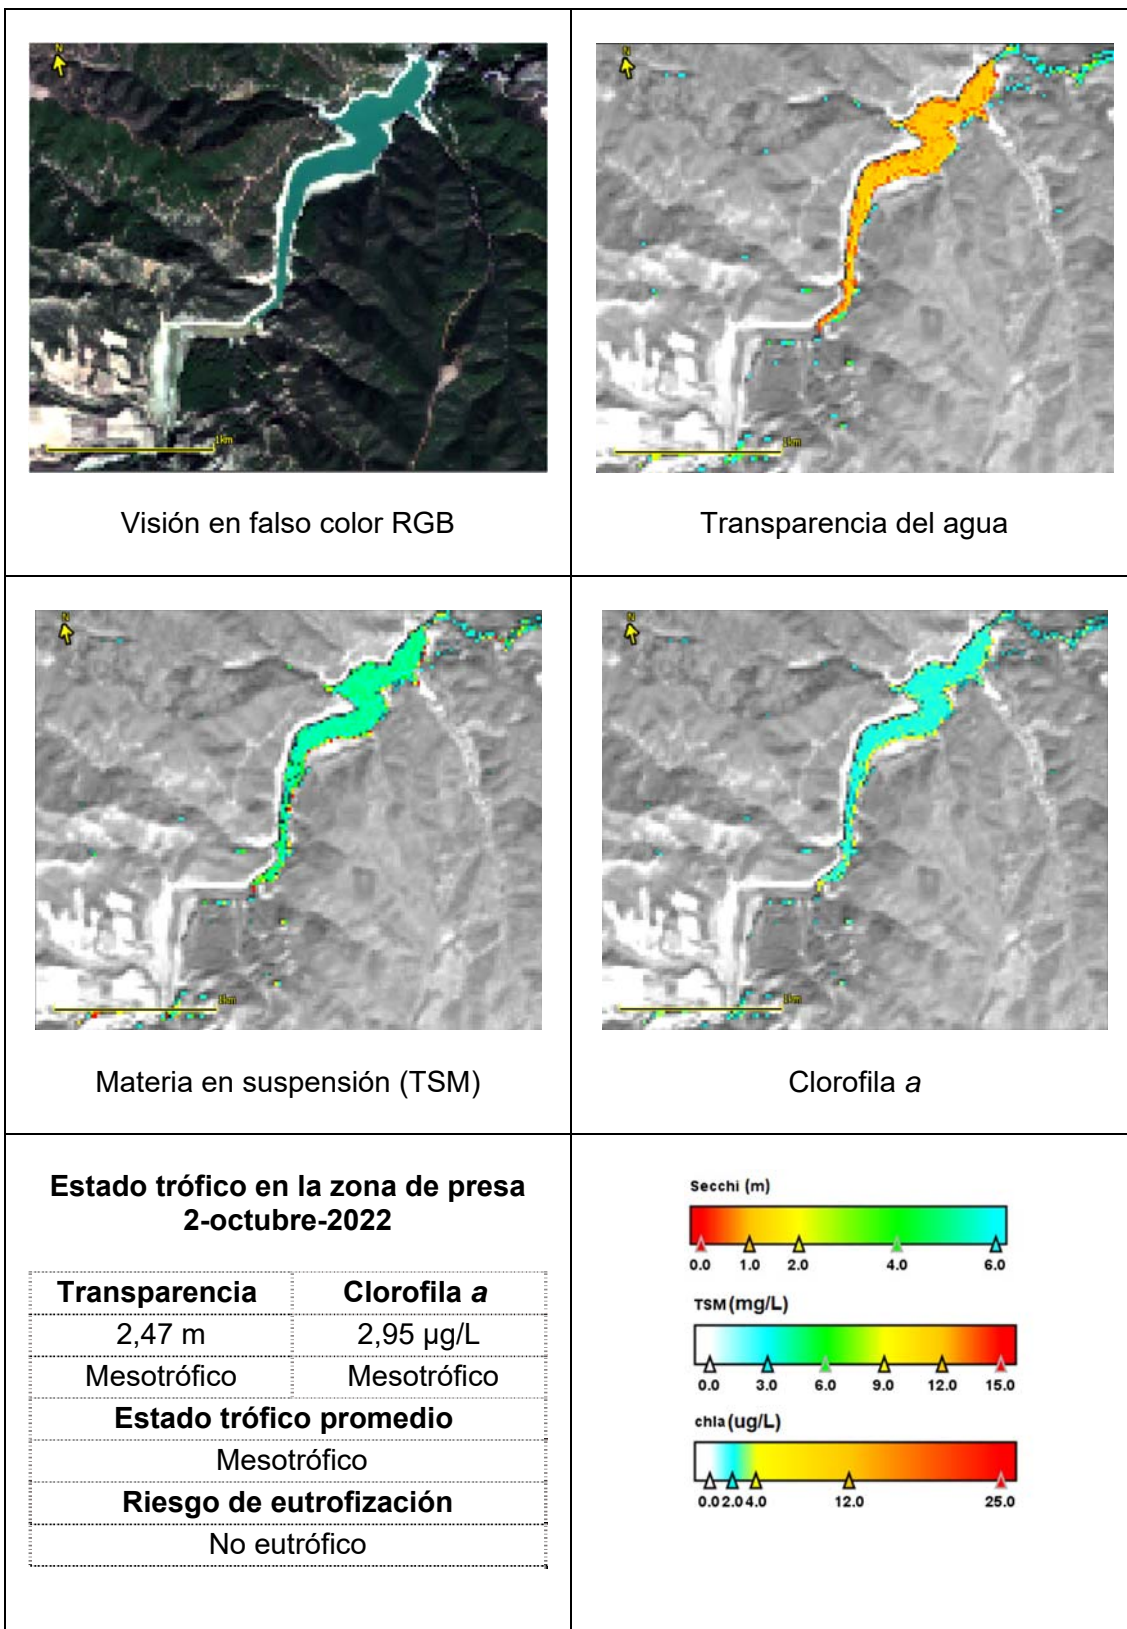 N
1km
Visión en falso color RGB
N
1km
Transparencia del agua
N
1km
Materia en suspensión (TSM)
N
1km
Clorofila a
Estado trófico en la zona de presa
2-octubre-2022
Transparencia Clorofila a
2,47 m 2,95 µg/L
Mesotrófico Mesotrófico
Estado trófico promedio
Mesotrófico
Riesgo de eutrofización
No eutrófico
Secchi (m)
0.0 1.0 2.0 4.0 6.0
TSM (mg/L)
0.0 3.0 6.0 9.0 12.0 15.0
chla (ug/L)
0.0 2.0 4.0 12.0 25.0